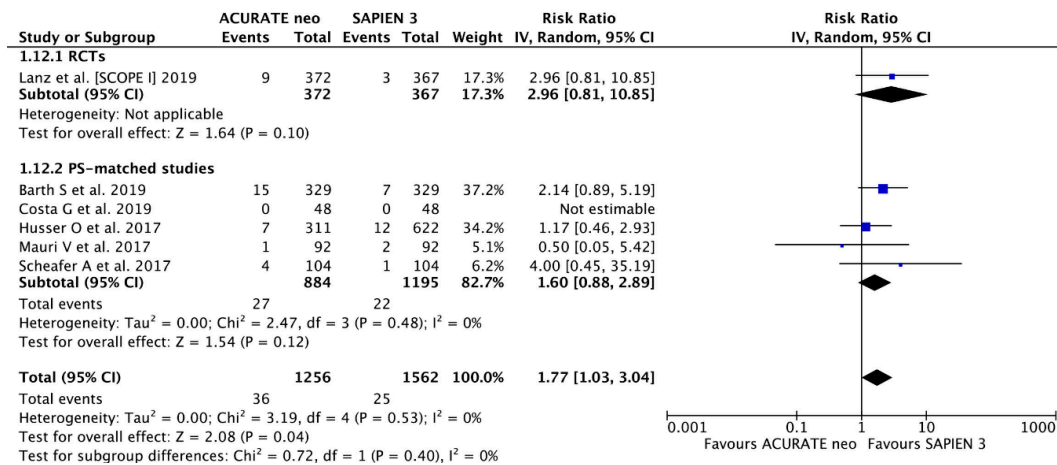 ACURATE neo SAPIEN 3 Risk Ratio Risk Ratio
Study or Subgroup Events Total Events Total Weight IV, Random, 95% CI IV, Random, 95% CI
1.12.1 RCTs
Lanz et al. [SCOPE I] 2019 9 372 3 367 17.3% 2.96 [0.81, 10.85]
Subtotal (95% CI) 372 367 17.3% 2.96 [0.81, 10.85]
Heterogeneity: Not applicable
Test for overall effect: Z = 1.64 (P = 0.10)
1.12.2 PS-matched studies
Barth S et al. 2019 15 329 7 329 37.2% 2.14 [0.89, 5.19]
Costa G et al. 2019 0 48 0 48 Not estimable
Husser O et al. 2017 7 311 12 622 34.2% 1.17 [0.46, 2.93]
Mauri V et al. 2017 1 92 2 92 5.1% 0.50 [0.05, 5.42]
Scheafer A et al. 2017 4 104 1 104 6.2% 4.00 [0.45, 35.19]
Subtotal (95% CI) 884 1195 82.7% 1.60 [0.88, 2.89]
Total events 27 22
Heterogeneity: Tau² = 0.00; Chi² = 2.47, df = 3 (P = 0.48); I² = 0%
Test for overall effect: Z = 1.54 (P = 0.12)
Total (95% CI) 1256 1562 100.0% 1.77 [1.03, 3.04]
Total events 36 25
Heterogeneity: Tau² = 0.00; Chi² = 3.19, df = 4 (P = 0.53); I² = 0%
Test for overall effect: Z = 2.08 (P = 0.04)
Test for subgroup differences: Chi² = 0.72, df = 1 (P = 0.40), I² = 0%
0.001 0.1 1 10 1000
Favours ACURATE neo Favours SAPIEN 3